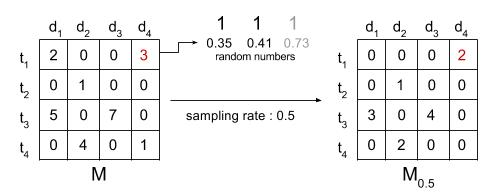 1 1 1
0.35 0.41 0.73
random numbers
d1 d2 d3 d4
t1 2 0 0 3
t2 0 1 0 0
t3 5 0 7 0
t4 0 4 0 1
M
sampling rate : 0.5
d1 d2 d3 d4
t1 0 0 0 2
t2 0 1 0 0
t3 3 0 4 0
t4 0 2 0 0
M0.5